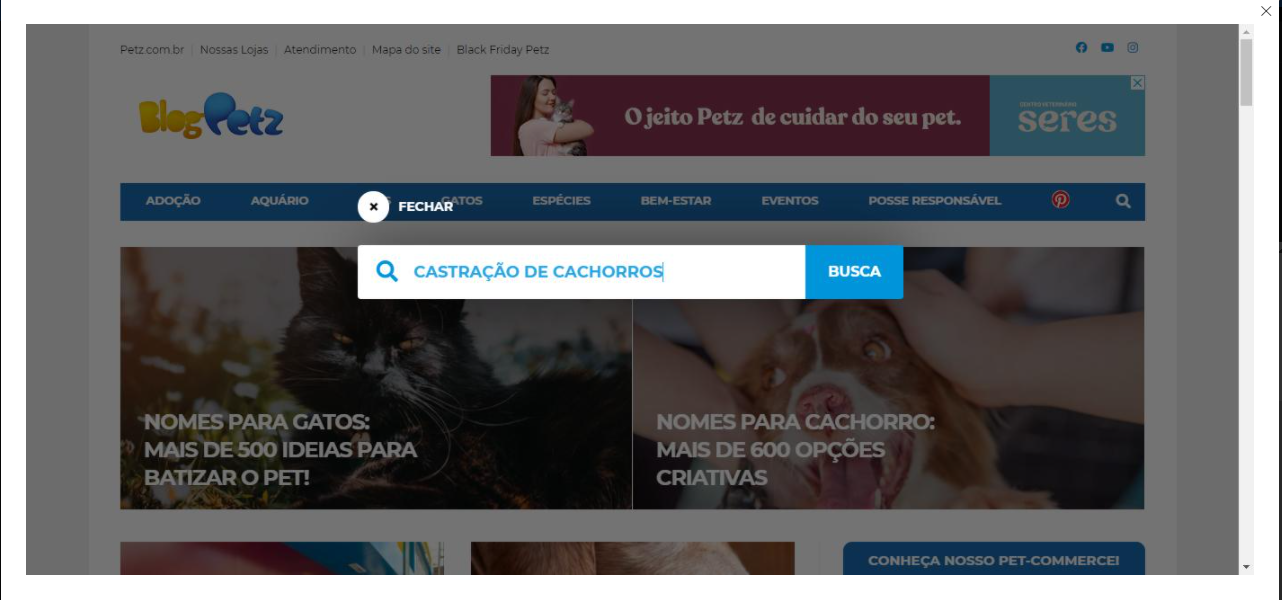 Petz.com.br | Nossas Lojas | Atendimento | Mapa do site | Black Friday Petz
Blog Petz
O jeito Petz de cuidar do seu pet.
CENTRO VETERINÁRIO
seres
ADOÇÃO AQUÁRIO GATOS ESPÉCIES BEM-ESTAR EVENTOS POSSE RESPONSÁVEL
× FECHAR
CASTRAÇÃO DE CACHORROS
BUSCA
NOMES PARA GATOS:
MAIS DE 500 IDEIAS PARA
BATIZAR O PET!
NOMES PARA CACHORRO:
MAIS DE 600 OPÇÕES
CRIATIVAS
CONHEÇA NOSSO PET-COMMERCE!